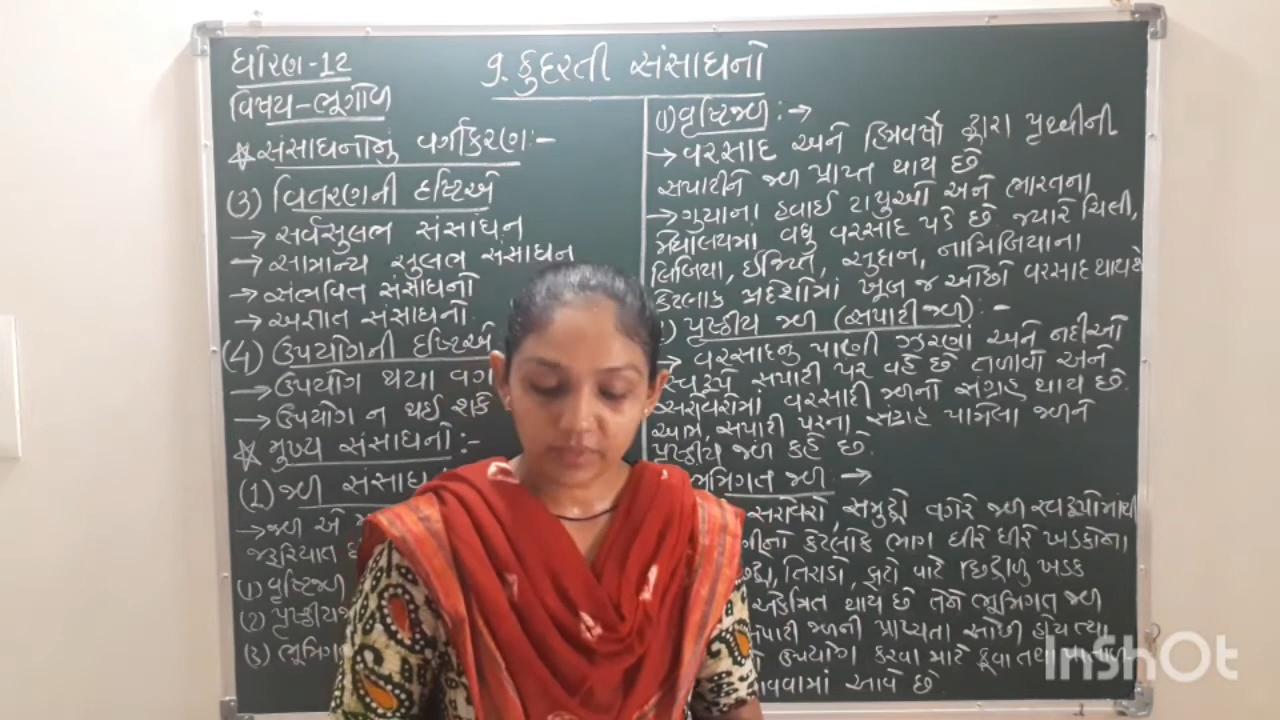 ધોરણ-12
વિષય-ભૂગોળ
9. કુદરતી સંસાધનો
☆ સંસાધનોનું વર્ગીકરણ:-
(3) વિતરણની દૃષ્ટિએ
→ સર્વસુલભ સંસાધન
→ સામાન્ય સુલભ સંસાધન
→ સંભવિત સંસાધનો
→ અજ્ઞાત સંસાધનો
(4) ઉપયોગની દૃષ્ટિએ
→ ઉપયોગ થયા વગ
→ ઉપયોગ ન થઈ શકે
☆ મુખ્ય સંસાધનો:-
(1) જળ સંસાધ
→ જળ એ
જરૂરિયાત
(1) વૃષ્ટિજળ
(2) પૃષ્ઠીયજ
(3) ભૂમિગ
(1) વૃષ્ટિજળ:→
→ વરસાદ અને હિમવર્ષા દ્વારા પૃથ્વીની
સપાટીને જળ પ્રાપ્ત થાય છે
→ ગુયાના હવાઈ ટાપુઓ અને ભારતના
મેઘાલયમાં વધુ વરસાદ પડે છે જ્યારે ચિલી,
લિબિયા, ઈજિપ્ત, સુદાન, નામિબિયાના
કેટલાક પ્રદેશોમાં ખૂબ જ ઓછો વરસાદ થાય છે
) પૃષ્ઠીય જળ (સપાટી જળ):-
→ વરસાદનું પાણી ઝરણાં અને નદીઓ
સ્વરૂપે સપાટી પર વહે છે. તળાવો અને
સરોવરોમાં વરસાદી જળનો સંગ્રહ થાય છે.
આમ, સપાટી પરના સંગ્રહ પામેલા જળને
પૃષ્ઠીય જળ કહે છે.
ભૂમિગત જળ →
સરોવરો, સમુદ્રો વગેરે જળ સ્વરૂપોમાંથી
કેટલોક ભાગ ધીરે ધીરે ખડકોના
તિરાડો, ફાટો વાટે છિદ્રાળુ ખડક
એકત્રિત થાય છે તેને ભૂમિગત જળ
સપાટી જળની પ્રાપ્યતા ઓછી હોય ત્યા
ઉપયોગ કરવા માટે કૂવા તથા પાતાળ
વવામાં આવે છે
InShOt